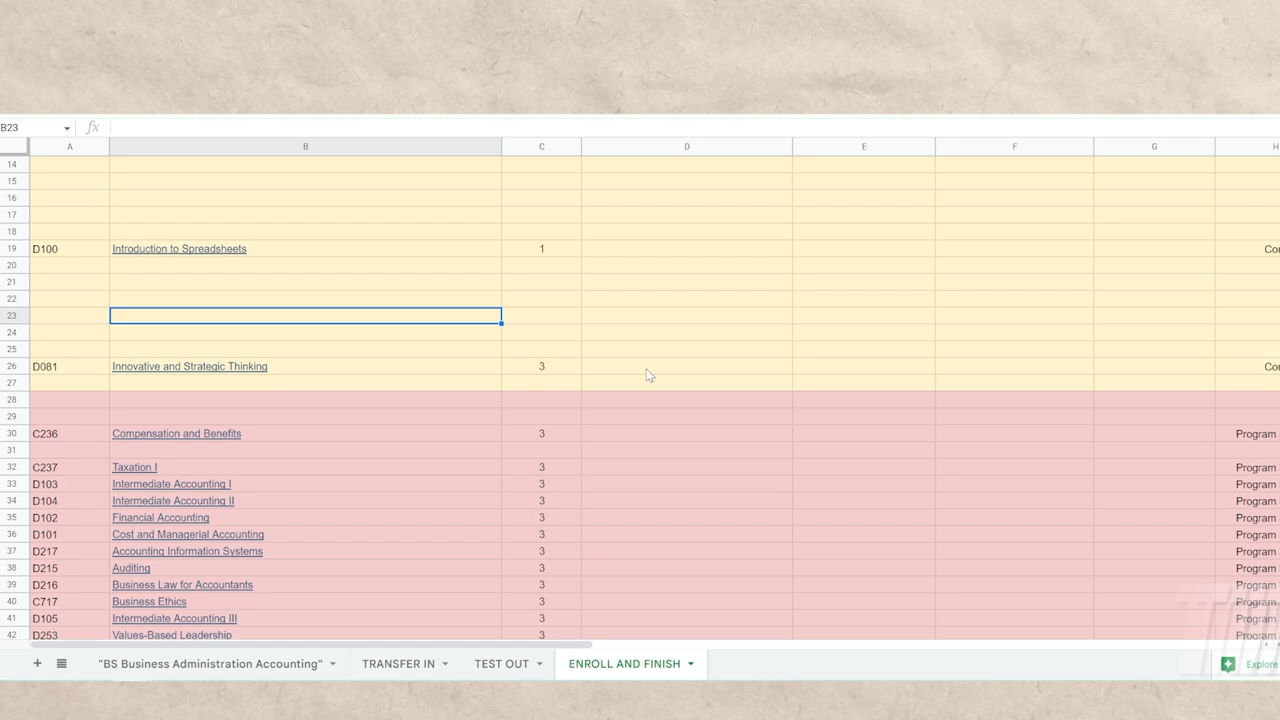 B23 fx
A B C D E F G H
14
15
16
17
18
19 D100 Introduction to Spreadsheets 1 Cor
20
21
22
23
24
25
26 D081 Innovative and Strategic Thinking 3 Cor
27
28
29
30 C236 Compensation and Benefits 3 Program
31
32 C237 Taxation I 3 Program
33 D103 Intermediate Accounting I 3 Program
34 D104 Intermediate Accounting II 3 Program
35 D102 Financial Accounting 3 Program
36 D101 Cost and Managerial Accounting 3 Program
37 D217 Accounting Information Systems 3 Program
38 D215 Auditing 3 Program
39 D216 Business Law for Accountants 3 Program
40 C717 Business Ethics 3 Program
41 D105 Intermediate Accounting III 3 Program
42 D253 Values-Based Leadership 3 Program
+ "BS Business Administration Accounting" TRANSFER IN TEST OUT ENROLL AND FINISH Explore